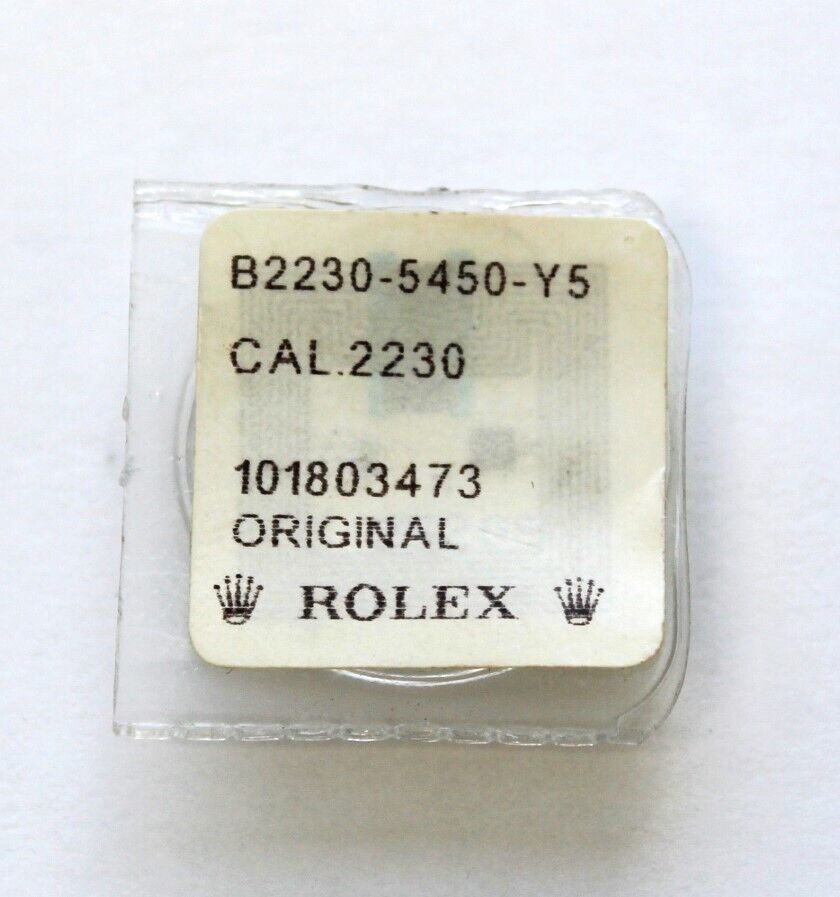 B2230-5450-Y5
CAL.2230
101803473
ORIGINAL
ROLEX